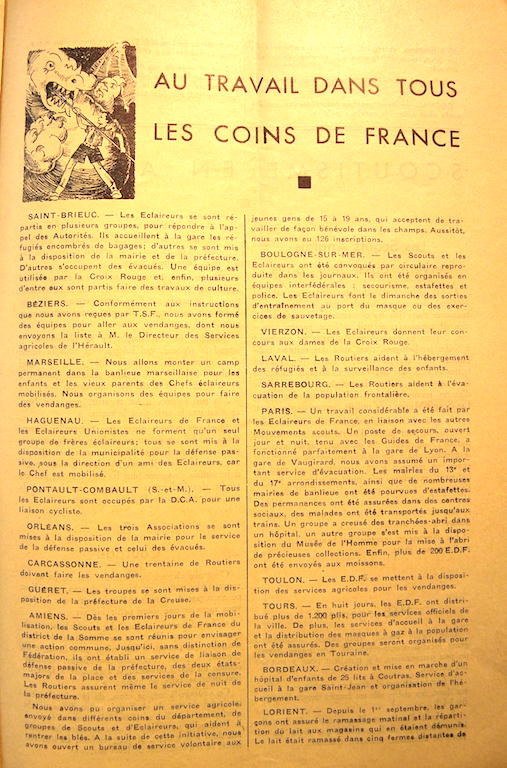 AU TRAVAIL DANS TOUS
LES COINS DE FRANCE
SAINT-BRIEUC. — Les Eclaireurs se sont ré-
partis en plusieurs groupes, pour répondre à l'ap-
pel des Autorités. Ils accueillent à la gare les ré-
fugiés encombrés de bagages; d'autres se sont mis
à la disposition de la mairie et de la préfecture.
D'autres s'occupent des évacués. Une équipe est
utilisée par la Croix Rouge et, enfin, plusieurs
d'entre eux sont partis faire des travaux de culture.
BÉZIERS. — Conformément aux instructions
que nous avons reçues par T.S.F., nous avons formé
des équipes pour aller aux vendanges, dont nous
envoyons la liste à M. le Directeur des Services
agricoles de l'Hérault.
MARSEILLE. — Nous allons monter un camp
permanent dans la banlieue marseillaise pour les
enfants et les vieux parents des Chefs éclaireurs
mobilisés. Nous organisons des équipes pour faire
des vendanges.
HAGUENAU. — Les Eclaireurs de France et
les Eclaireurs Unionistes ne forment qu'un seul
groupe de frères éclaireurs; tous se sont mis à la
disposition de la municipalité pour la défense pas-
sive, sous la direction d'un ami des Eclaireurs, car
le Chef est mobilisé.
PONTAULT-COMBAULT (S.-et-M.). — Tous
les Eclaireurs sont occupés par la D.C.A. pour une
liaison cycliste.
ORLÉANS. — Les trois Associations se sont
mises à la disposition de la mairie pour le service
de la défense passive et celui des évacués.
CARCASSONNE. — Une trentaine de Routiers
doivent faire les vendanges.
GUÉRET. — Les troupes se sont mises à la dis-
position de la préfecture de la Creuse.
AMIENS. — Dès les premiers jours de la mobi-
lisation, les Scouts et les Eclaireurs de France du
district de la Somme se sont réunis pour envisager
une action commune. Jusqu'ici, sans distinction de
Fédération, ils ont établi un service de liaison de
défense passive à la préfecture, des deux états-
majors de la place et des services de la censure.
Les Routiers assurent même le service de nuit de
la préfecture.
Nous avons pu organiser un service agricole
envoyé dans différents coins du département, de
groupes de Scouts et d'Eclaireurs, qui aident à
rentrer les blés. A la suite de cette initiative, nous
avons ouvert un bureau de service volontaire aux
jeunes gens de 15 à 19 ans, qui acceptent de tra-
vailler de façon bénévole dans les champs. Aussitôt,
nous avons eu 126 inscriptions.
BOULOGNE-SUR-MER. — Les Scouts et les
Eclaireurs ont été convoqués par circulaire repro-
duite dans les journaux. Ils ont été organisés en
équipes interfédérales : secourisme, estafettes et
police. Les Eclaireurs font le dimanche des sorties
d'entraînement au port du masque ou des exer-
cices de sauvetage.
VIERZON. — Les Eclaireurs donnent leur con-
cours aux dames de la Croix Rouge.
LAVAL. — Les Routiers aident à l'hébergement
des réfugiés et à la surveillance des enfants.
SARREBOURG. — Les Routiers aident à l'éva-
cuation de la population frontalière.
PARIS. — Un travail considérable a été fait par
les Eclaireurs de France, en liaison avec les autres
Mouvements scouts. Un poste de secours, ouvert
jour et nuit, tenu avec les Guides de France, a
fonctionné parfaitement à la gare de Lyon. A la
gare de Vaugirard, nous avons assumé un impor-
tant service d'évacuation. Les mairies du 13e et
du 17e arrondissements, ainsi que de nombreuses
mairies de banlieue ont été pourvues d'estafettes.
Des permanences ont été assurées dans des centres
sociaux, des malades ont été transportés jusqu'aux
trains. Un groupe a creusé des tranchées-abri dans
un hôpital, un autre groupe s'est mis à la dispo-
sition du Musée de l'Homme pour la mise à l'abri
de précieuses collections. Enfin, plus de 200 E.D.F.
ont été envoyés aux moissons.
TOULON. — Les E.D.F. se mettent à la disposi-
tion des services agricoles pour les vendanges.
TOURS. — En huit jours, les E.D.F. ont distri-
bué plus de 1.200 plis, pour les services officiels de
la ville. De plus, les services d'accueil à la gare
et la distribution des masques à gaz à la population
ont été assurés. Des groupes seront organisés pour
les vendanges en Touraine.
BORDEAUX. — Création et mise en marche d'un
hôpital d'enfants de 25 lits à Coutras. Service d'ac-
cueil à la gare Saint-Jean et organisation de l'hé-
bergement.
LORIENT. — Depuis le 1er septembre, les gar-
çons ont assuré le ramassage matinal et la réparti-
tion du lait aux magasins qui en étaient démunis.
Le lait était ramassé dans cinq fermes distantes de